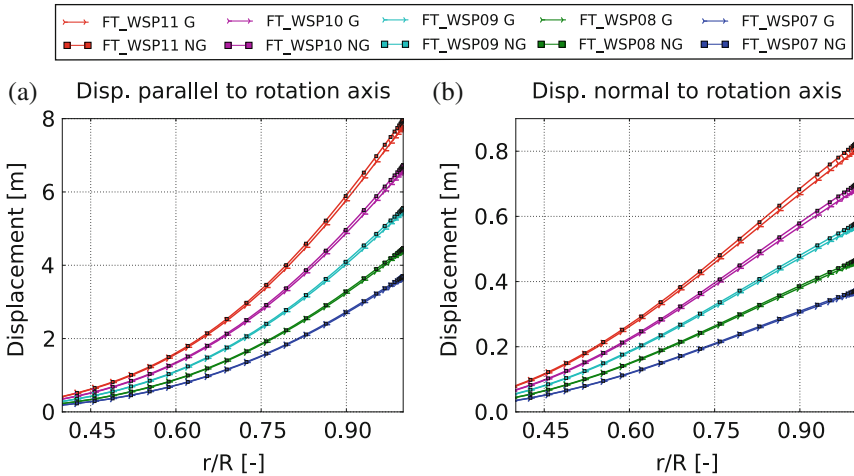 FT_WSP11 G FT_WSP10 G FT_WSP09 G FT_WSP08 G FT_WSP07 G
FT_WSP11 NG FT_WSP10 NG FT_WSP09 NG FT_WSP08 NG FT_WSP07 NG
(a) Disp. parallel to rotation axis
8
6
4
2
0
Displacement [m]
0.45 0.60 0.75 0.90
r/R [-]
(b) Disp. normal to rotation axis
0.8
0.6
0.4
0.2
0.0
Displacement [m]
0.45 0.60 0.75 0.90
r/R [-]